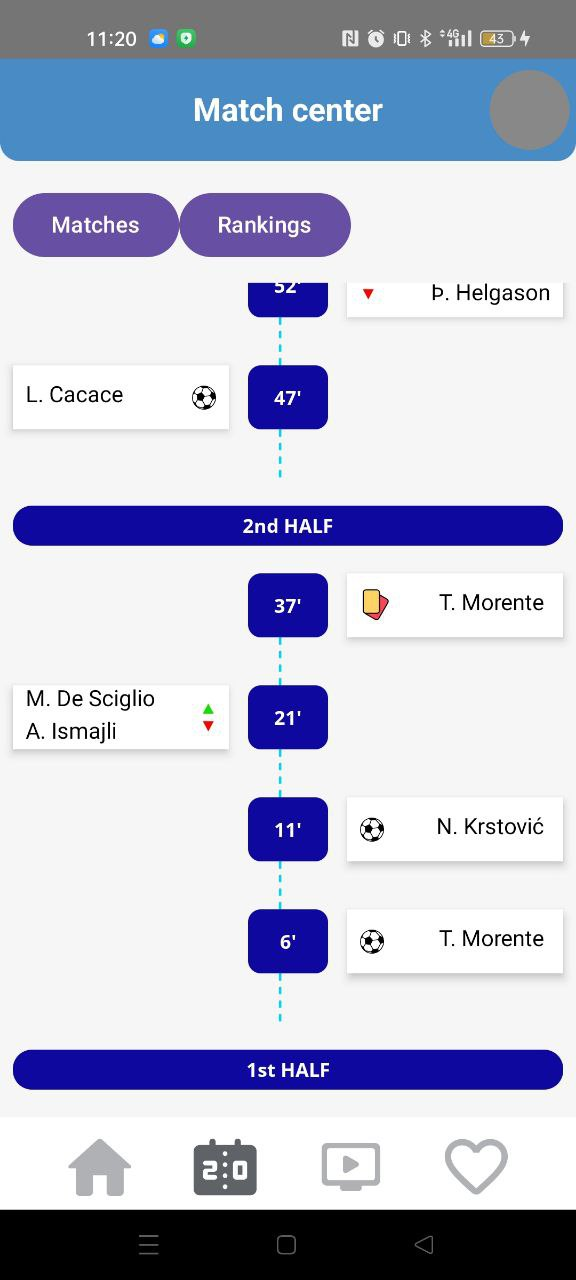 11:20
4G
43
Match center
Matches
Rankings
52'
Þ. Helgason
L. Cacace
47'
2nd HALF
37'
T. Morente
M. De Sciglio
A. Ismajli
21'
11'
N. Krstović
6'
T. Morente
1st HALF
2:0